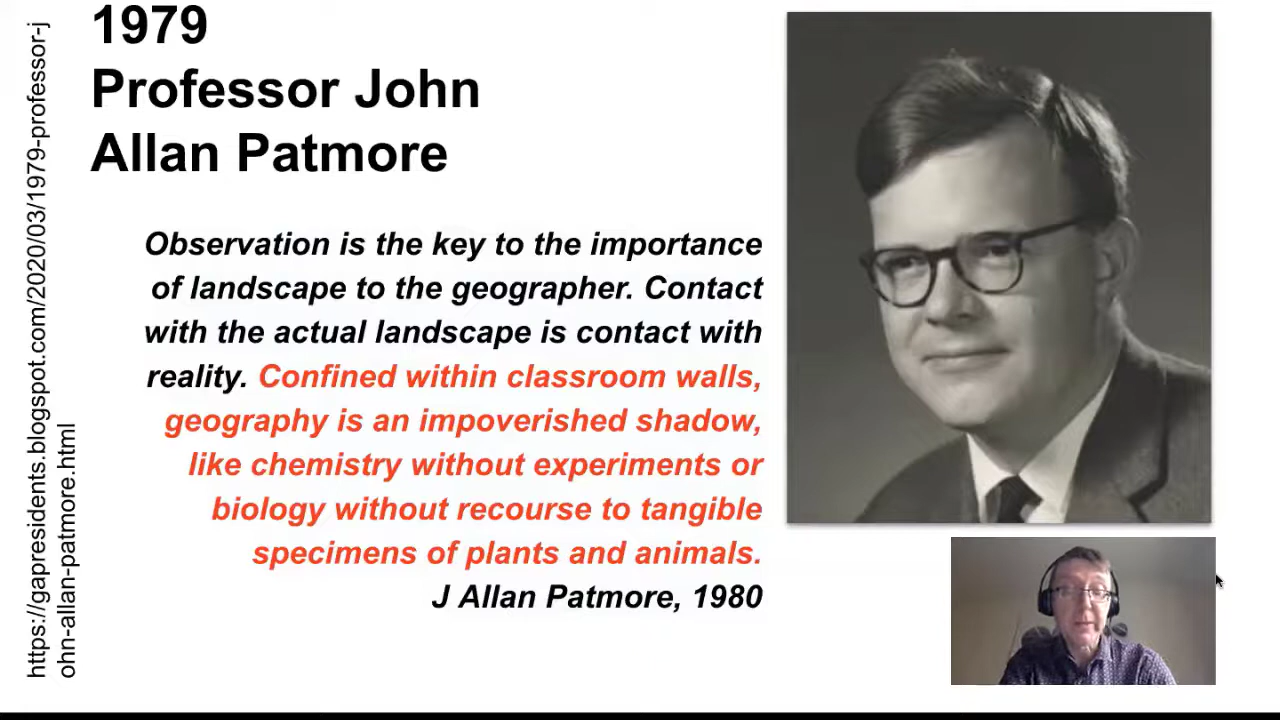 https://gapresidents.blogspot.com/2020/03/1979-professor-j
ohn-allan-patmore.html
1979
Professor John
Allan Patmore
Observation is the key to the importance
of landscape to the geographer. Contact
with the actual landscape is contact with
reality. Confined within classroom walls,
geography is an impoverished shadow,
like chemistry without experiments or
biology without recourse to tangible
specimens of plants and animals.
J Allan Patmore, 1980